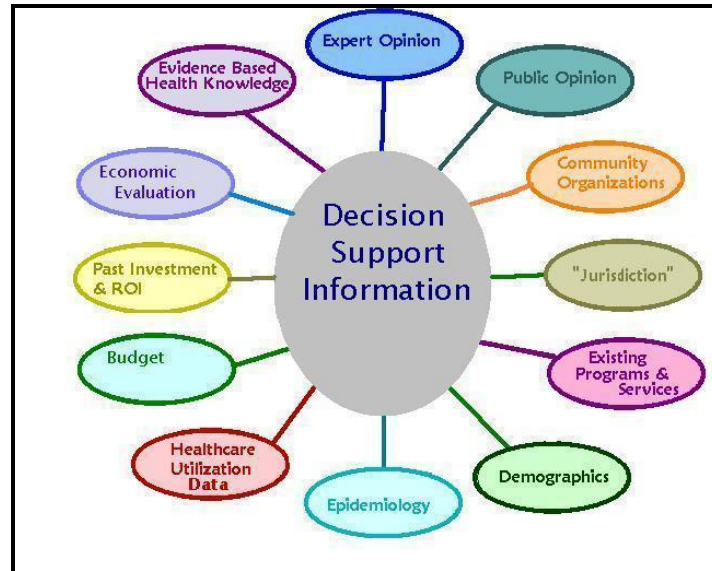 Expert Opinion
Evidence Based
Health Knowledge
Public Opinion
Economic
Evaluation
Community
Organizations
Decision
Support
Information
Past Investment
& ROI
"Jurisdiction"
Budget
Existing
Programs &
Services
Healthcare
Utilization
Data
Demographics
Epidemiology